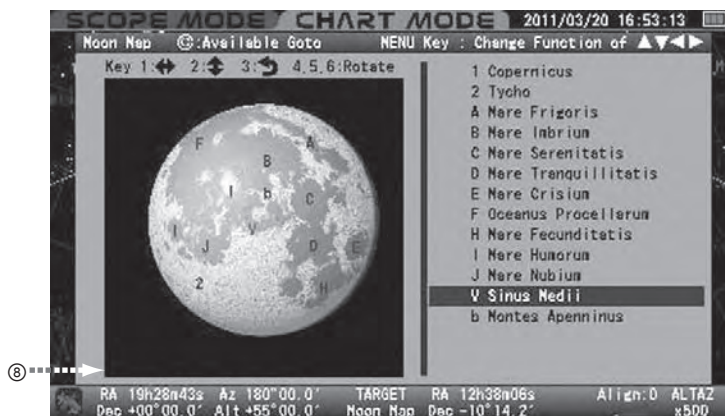 SCOPE MODE CHART MODE 2011/03/20 16:53:13
Moon Map ©:Available Goto MENU Key : Change Function of ▲▼◀▶
Key 1:↔ 2:↕ 3:⮌ 4,5,6:Rotate
1 Copernicus
2 Tycho
A Mare Frigoris
B Mare Imbrium
C Mare Serenitatis
D Mare Tranquillitatis
E Mare Crisium
F Oceanus Procellarum
H Mare Fecunditatis
I Mare Humorum
J Mare Nubium
V Sinus Medii
b Montes Apenninus
F
A
B
1
b
C
I
J
V
D
E
2
H
⑧
RA 19h28m43s Az 180°00.0′ TARGET RA 12h38m06s Align:0 ALTAZ
Dec +00°00.0′ Alt +55°00.0′ Moon Map Dec -10°14.2′ x500